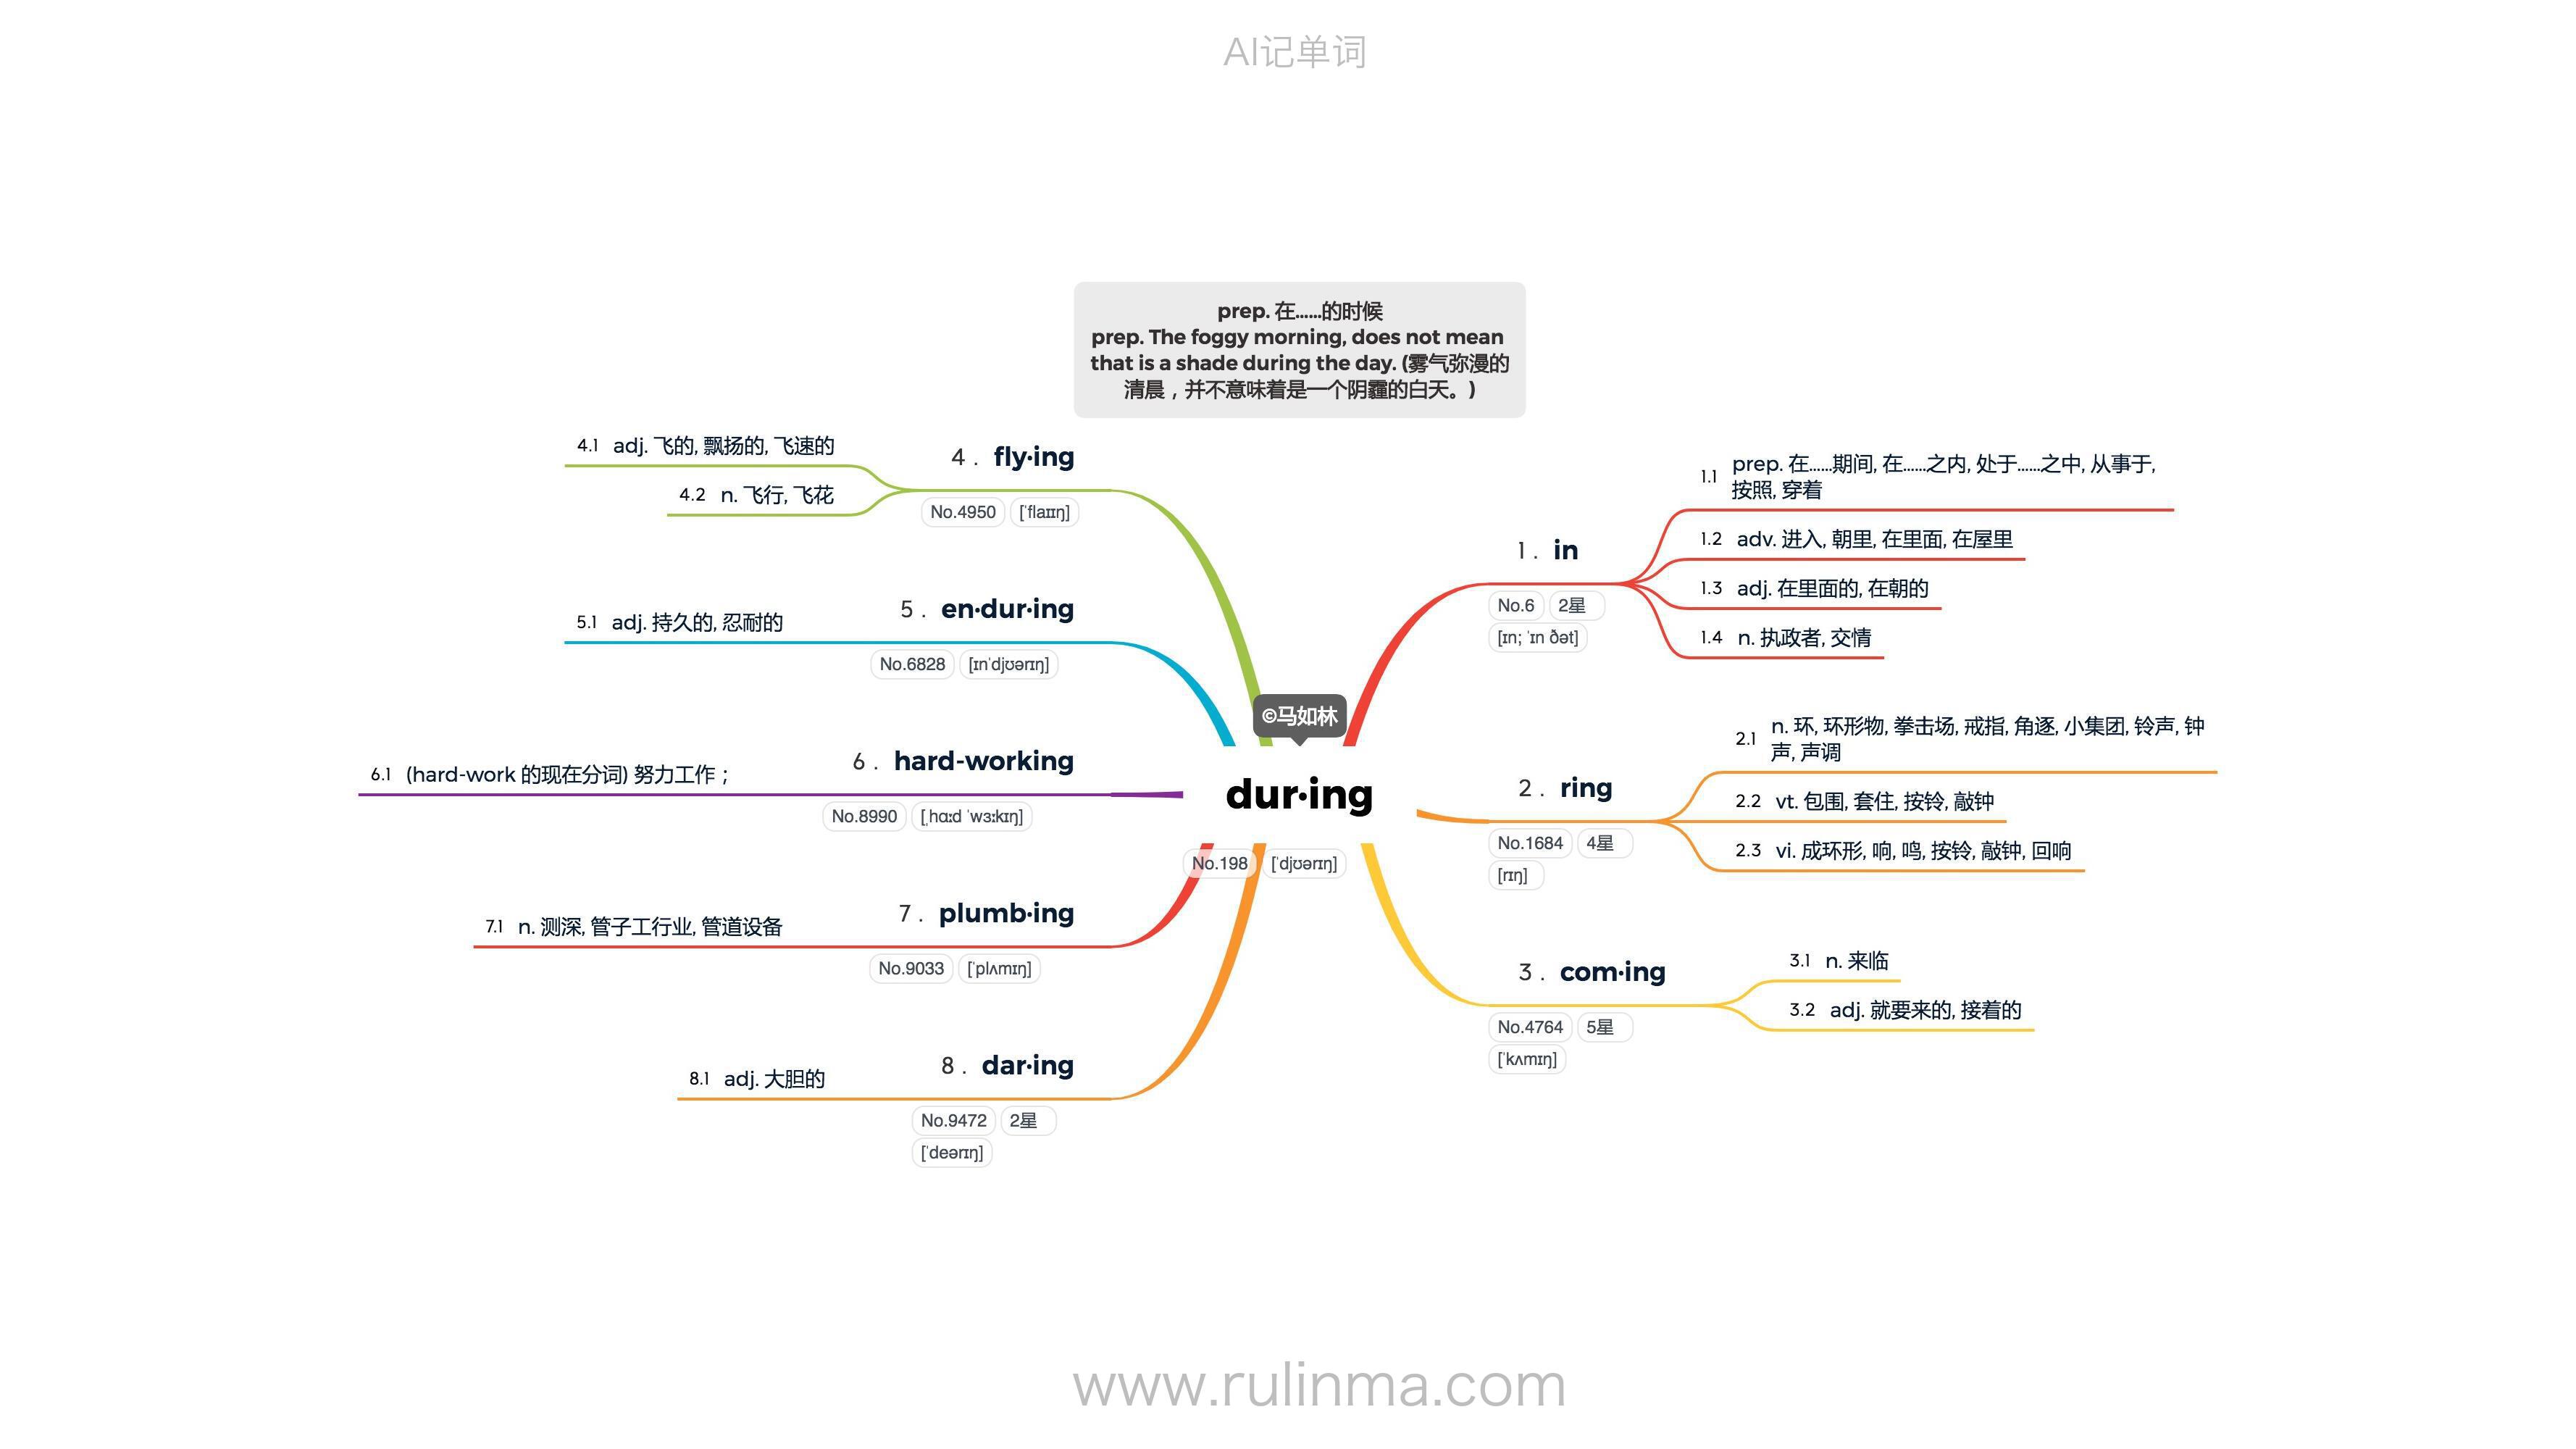 AI记单词
prep. 在……的时候
prep. The foggy morning, does not mean
that is a shade during the day. (雾气弥漫的
清晨，并不意味着是一个阴霾的白天。)
©马如林
dur·ing
No.198 [ˈdjʊərɪŋ]
1. in
No.6 2星
[ɪn; ˈɪn ðət]
1.1 prep. 在……期间, 在……之内, 处于……之中, 从事于,
按照, 穿着
1.2 adv. 进入, 朝里, 在里面, 在屋里
1.3 adj. 在里面的, 在朝的
1.4 n. 执政者, 交情
2. ring
No.1684 4星
[rɪŋ]
2.1 n. 环, 环形物, 拳击场, 戒指, 角逐, 小集团, 铃声, 钟
声, 声调
2.2 vt. 包围, 套住, 按铃, 敲钟
2.3 vi. 成环形, 响, 鸣, 按铃, 敲钟, 回响
3. com·ing
No.4764 5星
[ˈkʌmɪŋ]
3.1 n. 来临
3.2 adj. 就要来的, 接着的
4. fly·ing
No.4950 [ˈflaɪɪŋ]
4.1 adj. 飞的, 飘扬的, 飞速的
4.2 n. 飞行, 飞花
5. en·dur·ing
No.6828 [ɪnˈdjʊərɪŋ]
5.1 adj. 持久的, 忍耐的
6. hard-working
No.8990 [ˌhɑːd ˈwɜːkɪŋ]
6.1 (hard-work 的现在分词) 努力工作；
7. plumb·ing
No.9033 [ˈplʌmɪŋ]
7.1 n. 测深, 管子工行业, 管道设备
8. dar·ing
No.9472 2星
[ˈdeərɪŋ]
8.1 adj. 大胆的
www.rulinma.com